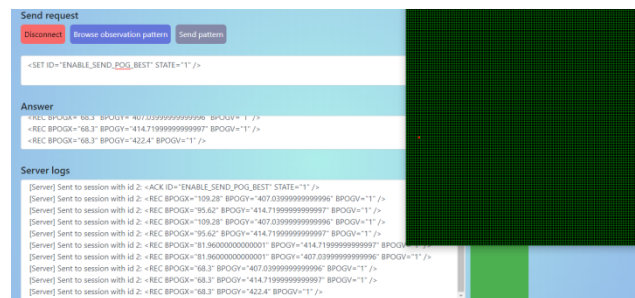 Send request
Disconnect Browse observation pattern Send pattern
<SET ID="ENABLE_SEND_POG_BEST" STATE="1" />
Answer
<REC BPOGX="68.3" BPOGY="407.03999999999996" BPOGV="1" />
<REC BPOGX="68.3" BPOGY="414.71999999999997" BPOGV="1" />
<REC BPOGX="68.3" BPOGY="422.4" BPOGV="1" />
Server logs
[Server] Sent to session with id 2: <ACK ID="ENABLE_SEND_POG_BEST" STATE="1" />
[Server] Sent to session with id 2: <REC BPOGX="109.28" BPOGY="407.03999999999996" BPOGV="1" />
[Server] Sent to session with id 2: <REC BPOGX="95.62" BPOGY="414.71999999999997" BPOGV="1" />
[Server] Sent to session with id 2: <REC BPOGX="109.28" BPOGY="407.03999999999996" BPOGV="1" />
[Server] Sent to session with id 2: <REC BPOGX="95.62" BPOGY="414.71999999999997" BPOGV="1" />
[Server] Sent to session with id 2: <REC BPOGX="81.96000000000001" BPOGY="414.71999999999997" BPOGV="1" />
[Server] Sent to session with id 2: <REC BPOGX="81.96000000000001" BPOGY="407.03999999999996" BPOGV="1" />
[Server] Sent to session with id 2: <REC BPOGX="68.3" BPOGY="407.03999999999996" BPOGV="1" />
[Server] Sent to session with id 2: <REC BPOGX="68.3" BPOGY="414.71999999999997" BPOGV="1" />
[Server] Sent to session with id 2: <REC BPOGX="68.3" BPOGY="422.4" BPOGV="1" />